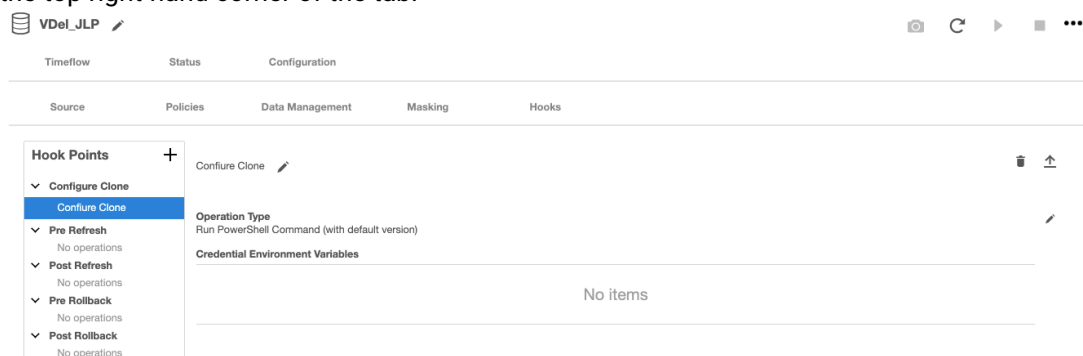 the top right hand corner of the tab.
VDel_JLP
Timeflow Status Configuration
Source Policies Data Management Masking Hooks
Hook Points
Confiure Clone
Configure Clone
Confiure Clone
Operation Type
Run PowerShell Command (with default version)
Pre Refresh
No operations
Credential Environment Variables
Post Refresh
No operations
No items
Pre Rollback
No operations
Post Rollback
No operations